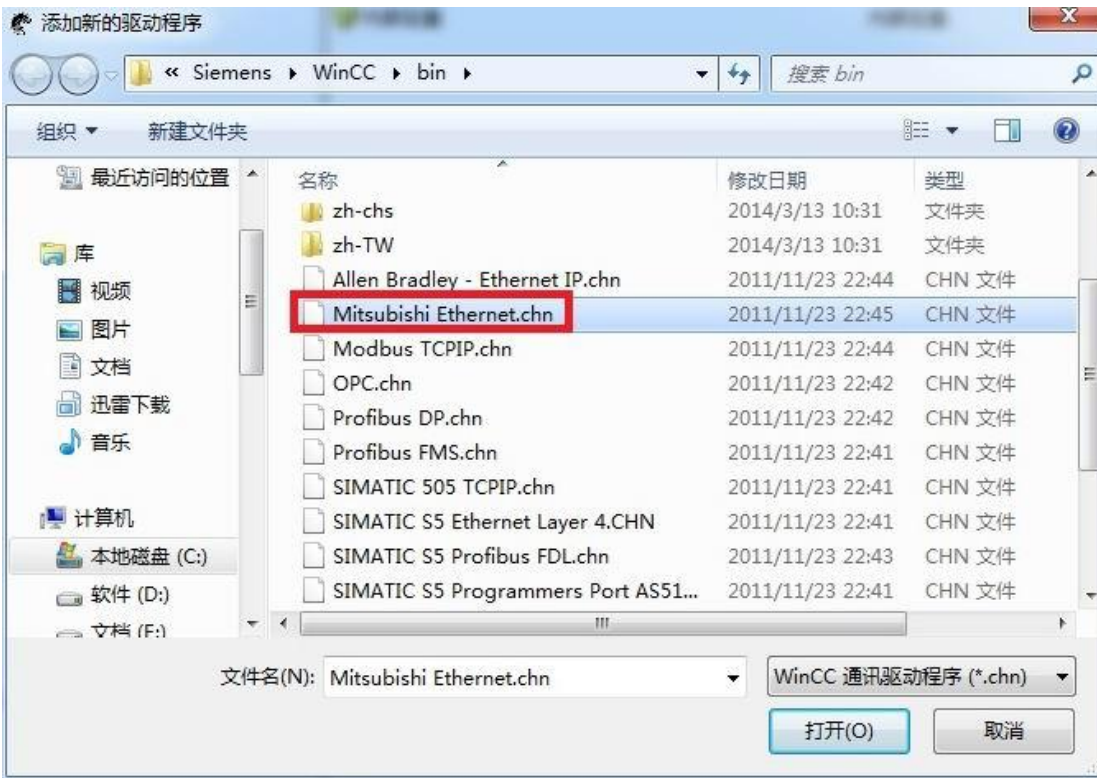 添加新的驱动程序
« Siemens ▸ WinCC ▸ bin ▸
搜索 bin
组织
新建文件夹
最近访问的位置
库
视频
图片
文档
迅雷下载
音乐
计算机
本地磁盘 (C:)
软件 (D:)
文档 (E:)
名称 修改日期 类型
zh-chs 2014/3/13 10:31 文件夹
zh-TW 2014/3/13 10:31 文件夹
Allen Bradley - Ethernet IP.chn 2011/11/23 22:44 CHN 文件
Mitsubishi Ethernet.chn 2011/11/23 22:45 CHN 文件
Modbus TCPIP.chn 2011/11/23 22:44 CHN 文件
OPC.chn 2011/11/23 22:42 CHN 文件
Profibus DP.chn 2011/11/23 22:42 CHN 文件
Profibus FMS.chn 2011/11/23 22:41 CHN 文件
SIMATIC 505 TCPIP.chn 2011/11/23 22:41 CHN 文件
SIMATIC S5 Ethernet Layer 4.CHN 2011/11/23 22:41 CHN 文件
SIMATIC S5 Profibus FDL.chn 2011/11/23 22:43 CHN 文件
SIMATIC S5 Programmers Port AS51... 2011/11/23 22:41 CHN 文件
文件名(N): Mitsubishi Ethernet.chn
WinCC 通讯驱动程序 (*.chn)
打开(O)
取消